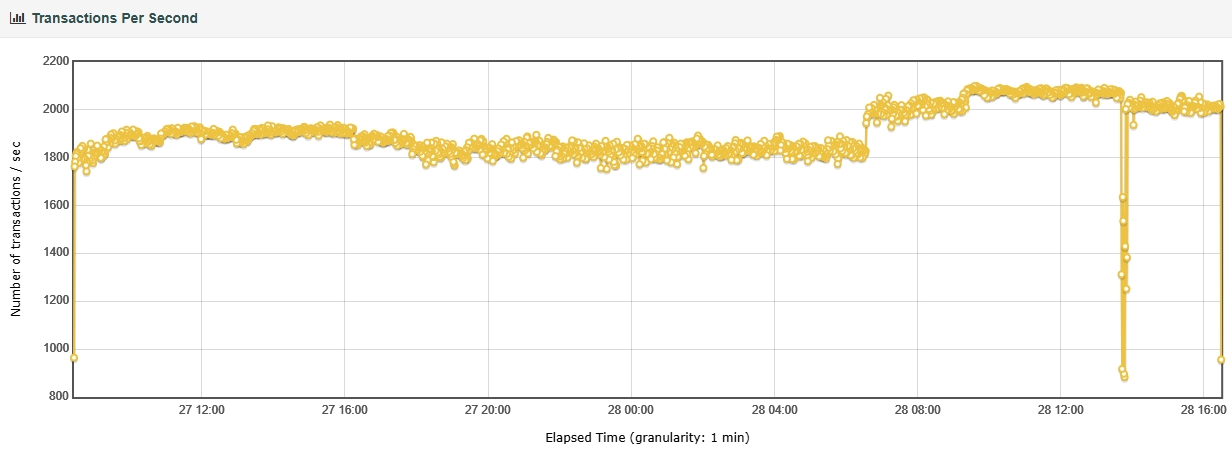 Transactions Per Second
2200
2000
1800
1600
1400
1200
1000
800
Number of transactions / sec
27 12:00 27 16:00 27 20:00 28 00:00 28 04:00 28 08:00 28 12:00 28 16:00
Elapsed Time (granularity: 1 min)